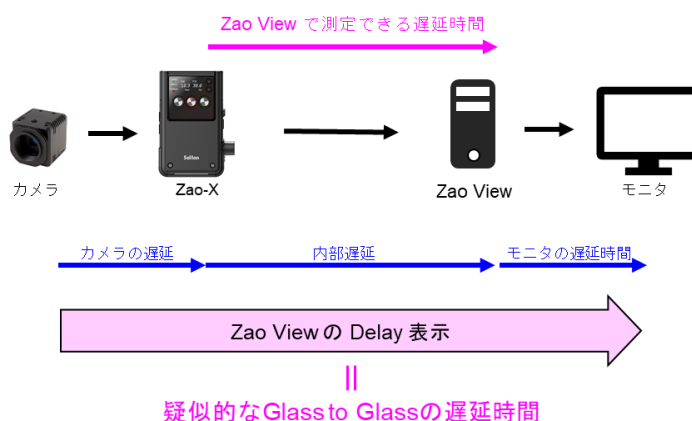 Zao View で測定できる遅延時間
Soliton
カメラ
Zao-X
Zao View
モニタ
カメラの遅延
内部遅延
モニタの遅延時間
Zao View の Delay 表示
||
疑似的なGlass to Glassの遅延時間